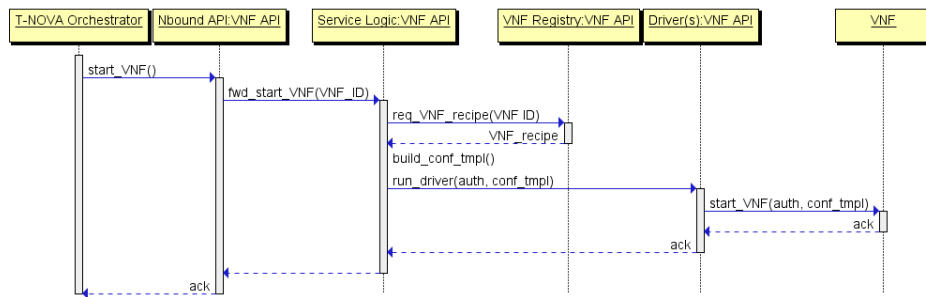 T-NOVA Orchestrator
Nbound API:VNF API
Service Logic:VNF API
VNF Registry:VNF API
Driver(s):VNF API
VNF
start_VNF()
fwd_start_VNF(VNF_ID)
req_VNF_recipe(VNF ID)
VNF_recipe
build_conf_tmpl()
run_driver(auth, conf_tmpl)
start_VNF(auth, conf_tmpl)
ack
ack
ack